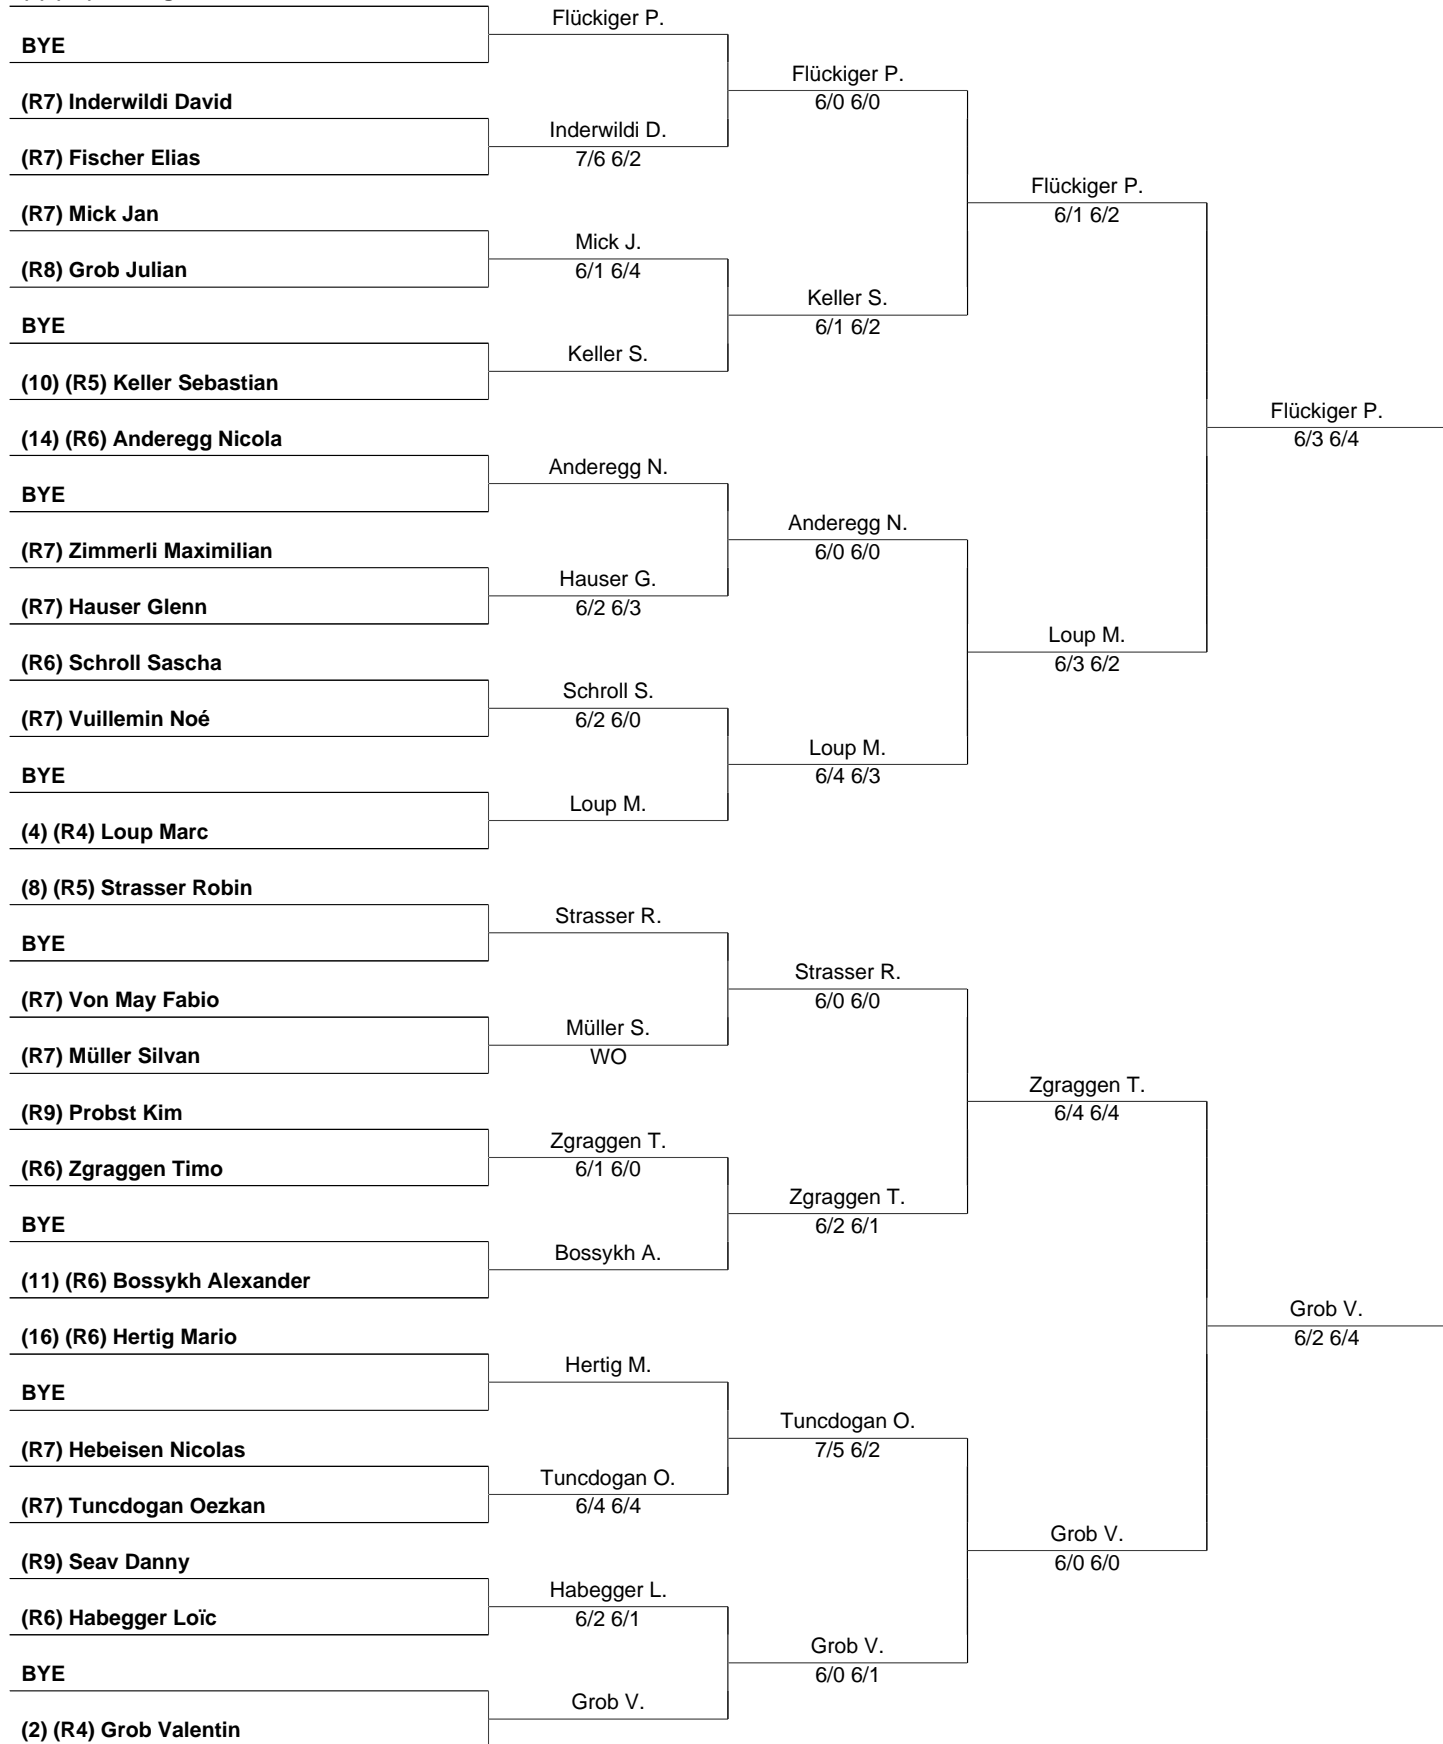 BYE
(R7) Inderwildi David
(R7) Fischer Elias
(R7) Mick Jan
(R8) Grob Julian
BYE
(10) (R5) Keller Sebastian
(14) (R6) Anderegg Nicola
BYE
(R7) Zimmerli Maximilian
(R7) Hauser Glenn
(R6) Schroll Sascha
(R7) Vuillemin Noé
BYE
(4) (R4) Loup Marc
(8) (R5) Strasser Robin
BYE
(R7) Von May Fabio
(R7) Müller Silvan
(R9) Probst Kim
(R6) Zgraggen Timo
BYE
(11) (R6) Bossykh Alexander
(16) (R6) Hertig Mario
BYE
(R7) Hebeisen Nicolas
(R7) Tuncdogan Oezkan
(R9) Seav Danny
(R6) Habegger Loïc
BYE
(2) (R4) Grob Valentin
Flückiger P.
Inderwildi D.
7/6 6/2
Mick J.
6/1 6/4
Keller S.
Anderegg N.
Hauser G.
6/2 6/3
Schroll S.
6/2 6/0
Loup M.
Strasser R.
Müller S.
WO
Zgraggen T.
6/1 6/0
Bossykh A.
Hertig M.
Tuncdogan O.
6/4 6/4
Habegger L.
6/2 6/1
Grob V.
Flückiger P.
6/0 6/0
Keller S.
6/1 6/2
Anderegg N.
6/0 6/0
Loup M.
6/4 6/3
Strasser R.
6/0 6/0
Zgraggen T.
6/2 6/1
Tuncdogan O.
7/5 6/2
Grob V.
6/0 6/1
Flückiger P.
6/1 6/2
Loup M.
6/3 6/2
Zgraggen T.
6/4 6/4
Grob V.
6/0 6/0
Flückiger P.
6/3 6/4
Grob V.
6/2 6/4